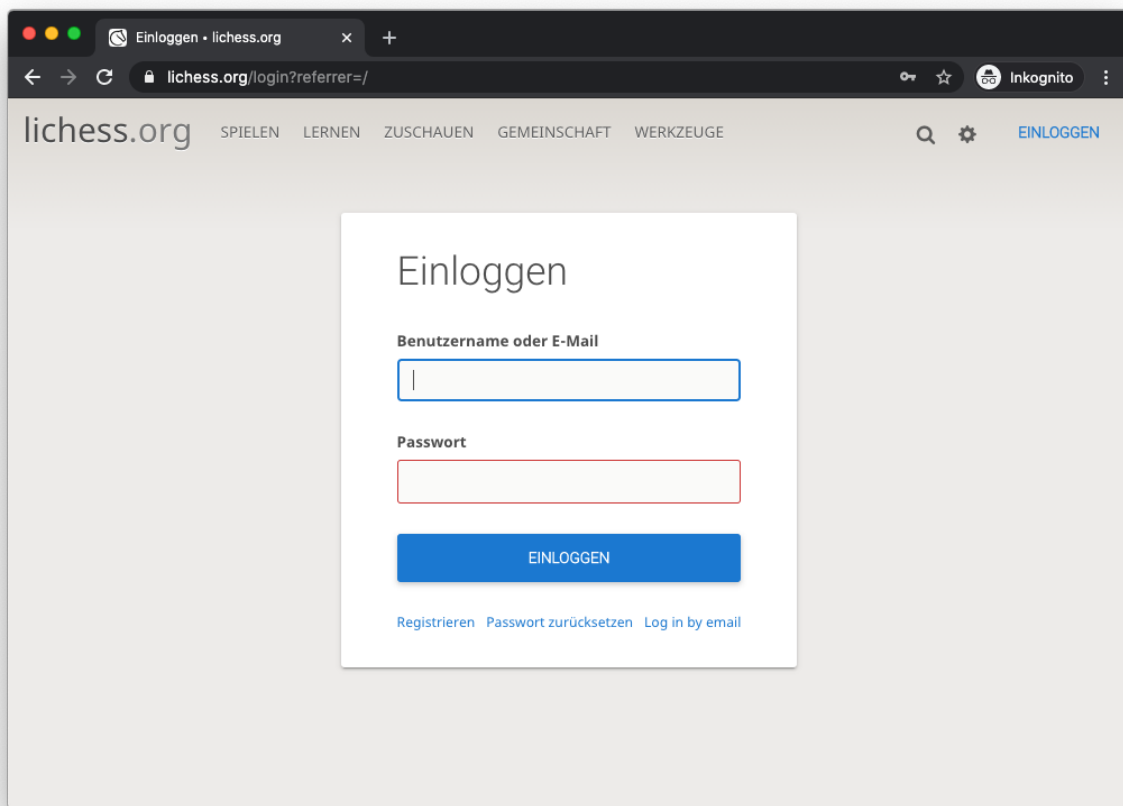 Einloggen • lichess.org
lichess.org/login?referrer=/
Inkognito
lichess.org SPIELEN LERNEN ZUSCHAUEN GEMEINSCHAFT WERKZEUGE EINLOGGEN
Einloggen
Benutzername oder E-Mail
Passwort
EINLOGGEN
Registrieren Passwort zurücksetzen Log in by email